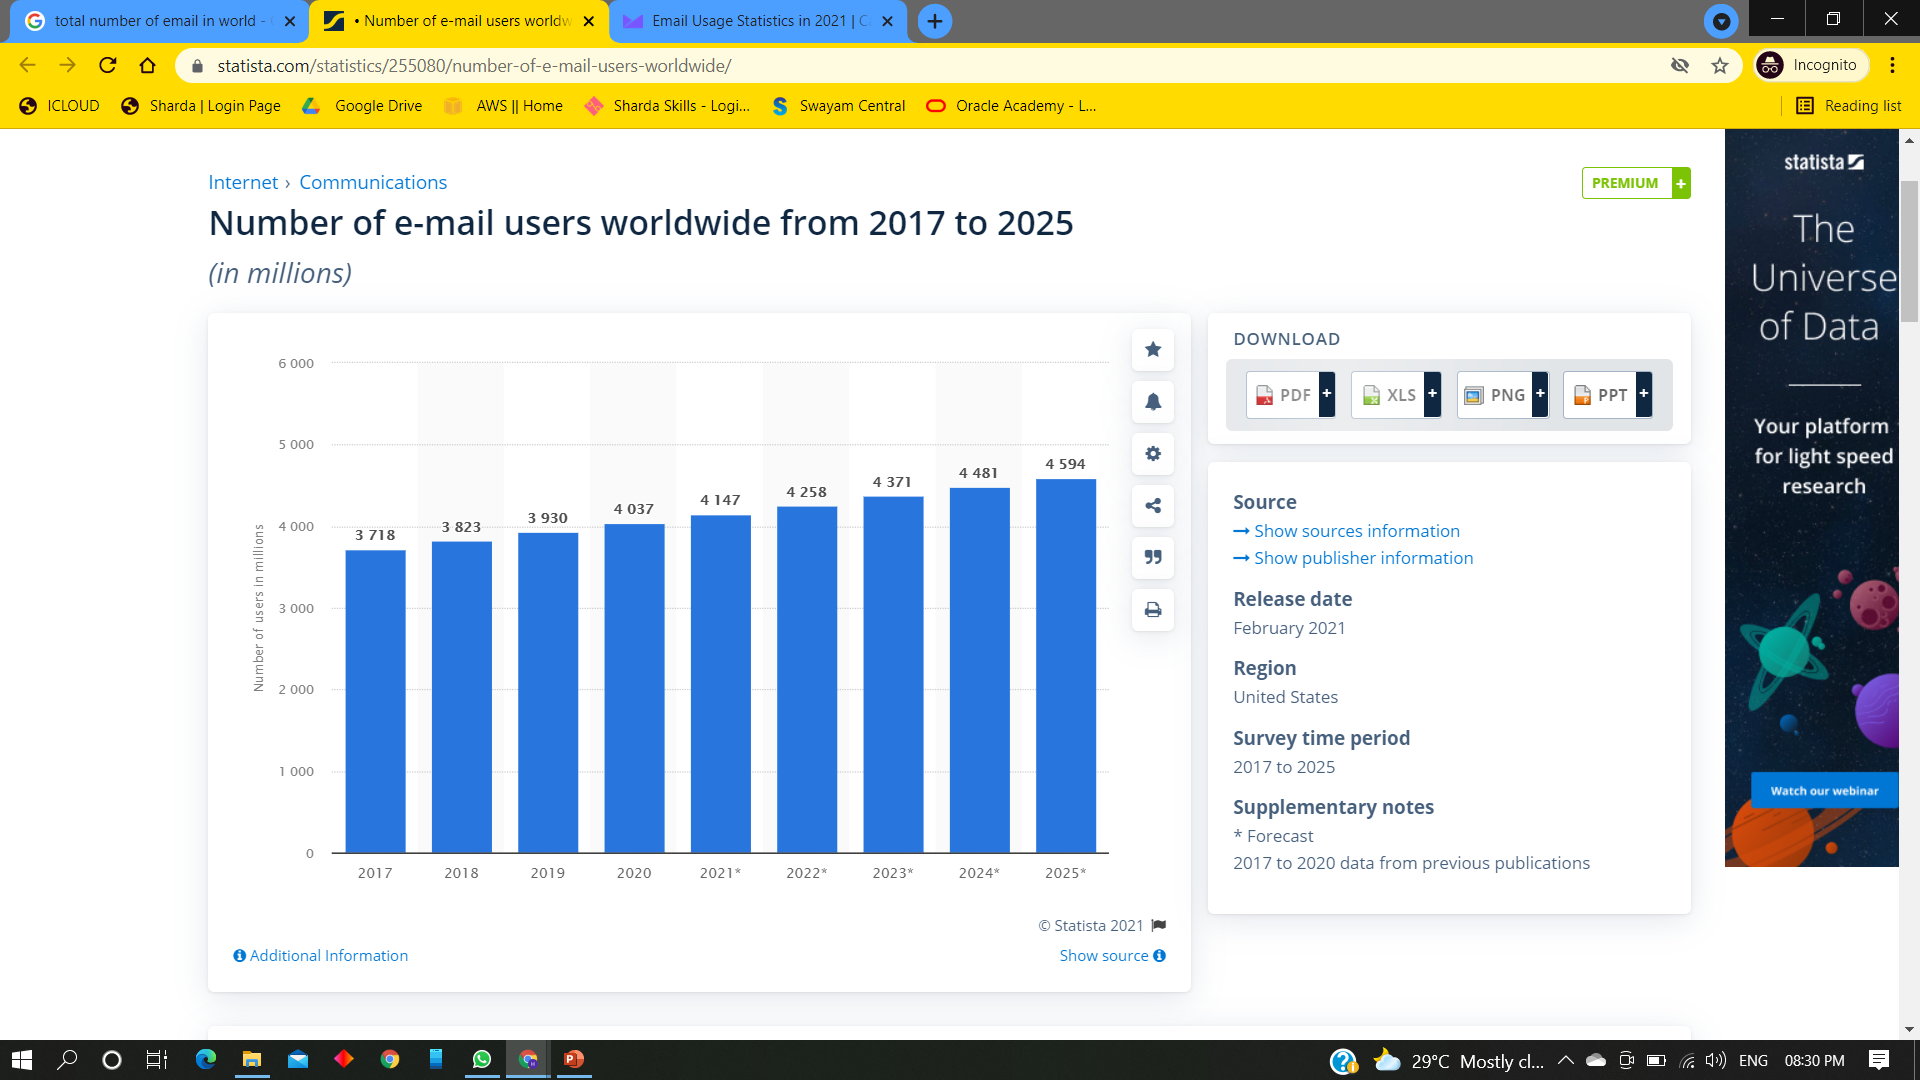 total number of email in world -
• Number of e-mail users worldw
Email Usage Statistics in 2021 | C
statista.com/statistics/255080/number-of-e-mail-users-worldwide/
Incognito
ICLOUD
Sharda | Login Page
Google Drive
AWS || Home
Sharda Skills - Logi...
Swayam Central
Oracle Academy - L...
Reading list
Internet › Communications
PREMIUM +
Number of e-mail users worldwide from 2017 to 2025
(in millions)
Number of users in millions
6 000
5 000
4 000
3 000
2 000
1 000
0
3 718
3 823
3 930
4 037
4 147
4 258
4 371
4 481
4 594
2017
2018
2019
2020
2021*
2022*
2023*
2024*
2025*
© Statista 2021
Additional Information
Show source
DOWNLOAD
PDF +
XLS +
PNG +
PPT +
Source
Show sources information
Show publisher information
Release date
February 2021
Region
United States
Survey time period
2017 to 2025
Supplementary notes
* Forecast
2017 to 2020 data from previous publications
statista
The
Universe
of Data
Your platform
for light speed
research
Watch our webinar
29°C Mostly cl...
ENG
08:30 PM